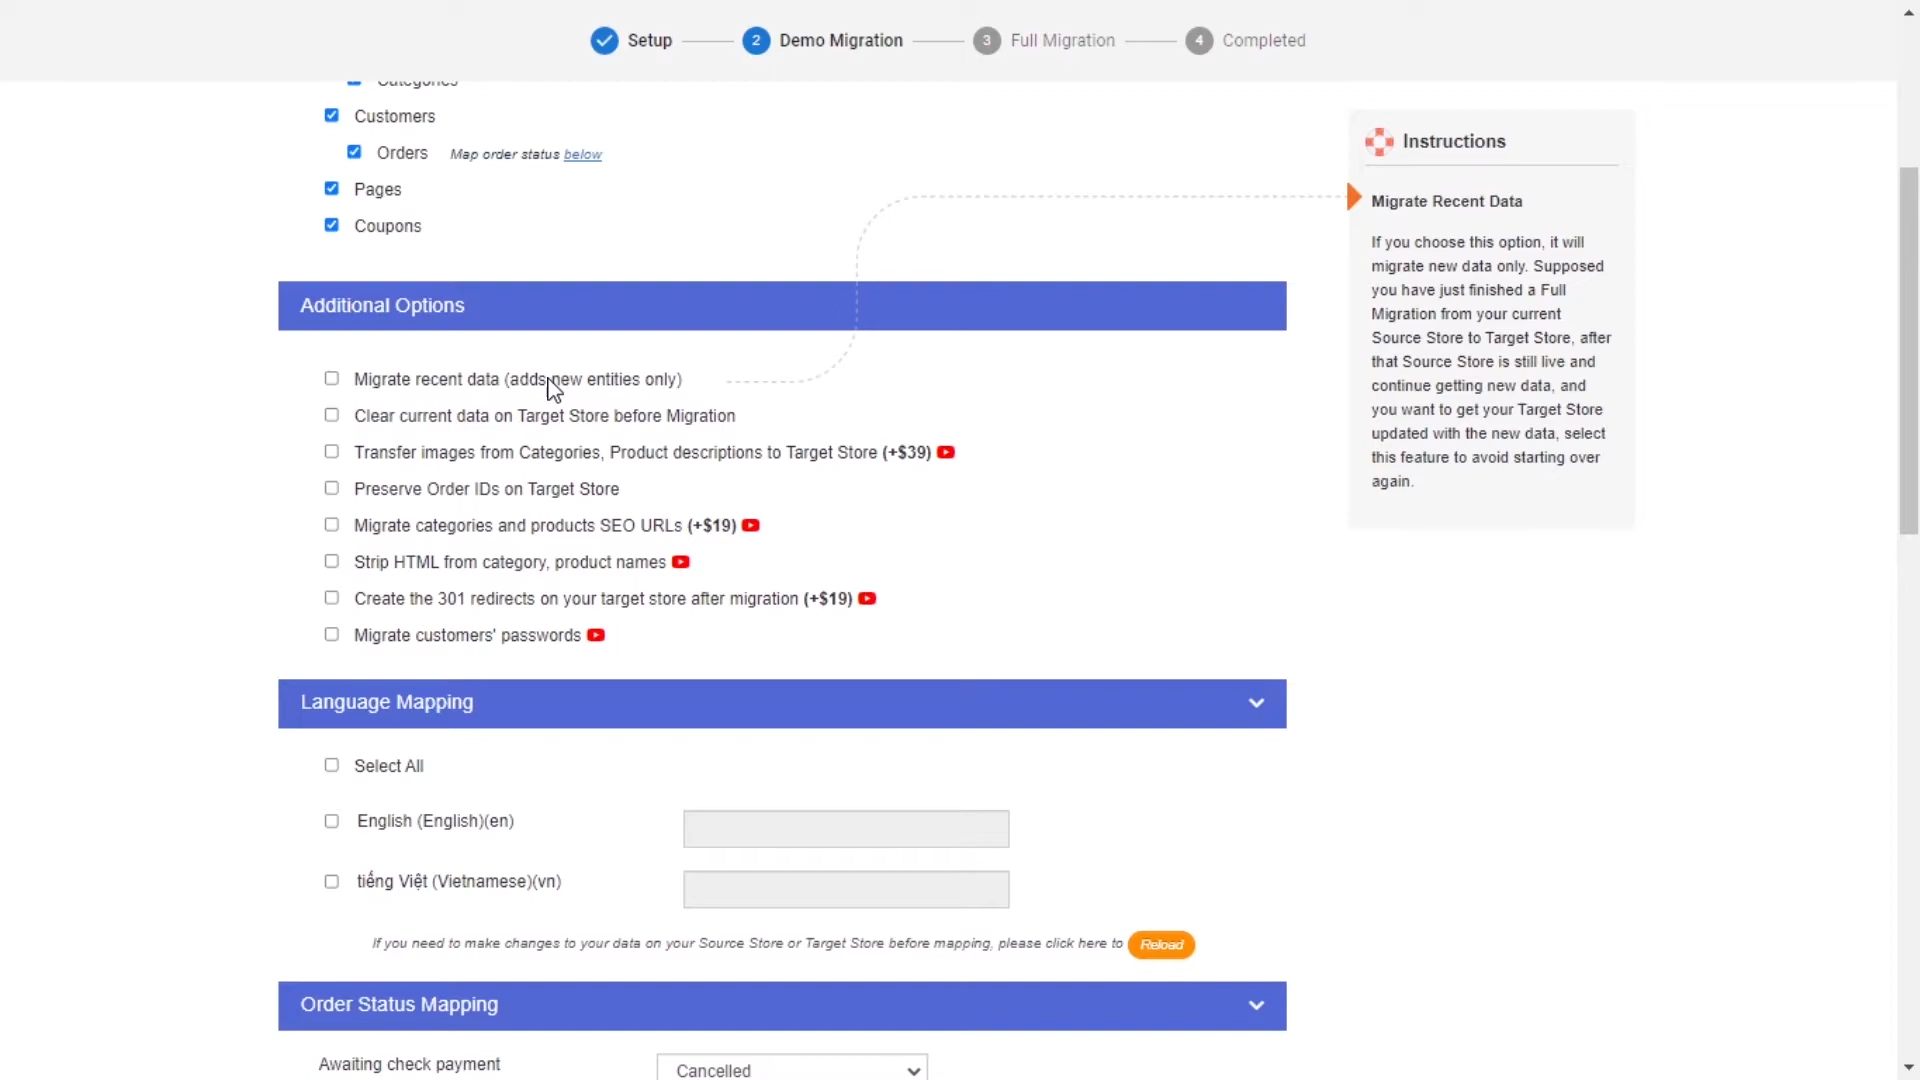 Setup
2 Demo Migration
3 Full Migration
4 Completed
Categories
Customers
Orders Map order status below
Pages
Coupons
Instructions
Migrate Recent Data
If you choose this option, it will
migrate new data only. Supposed
you have just finished a Full
Migration from your current
Source Store to Target Store, after
that Source Store is still live and
continue getting new data, and
you want to get your Target Store
updated with the new data, select
this feature to avoid starting over
again.
Additional Options
Migrate recent data (adds new entities only)
Clear current data on Target Store before Migration
Transfer images from Categories, Product descriptions to Target Store (+$39)
Preserve Order IDs on Target Store
Migrate categories and products SEO URLs (+$19)
Strip HTML from category, product names
Create the 301 redirects on your target store after migration (+$19)
Migrate customers' passwords
Language Mapping
Select All
English (English)(en)
tiếng Việt (Vietnamese)(vn)
If you need to make changes to your data on your Source Store or Target Store before mapping, please click here to Reload
Order Status Mapping
Awaiting check payment Cancelled